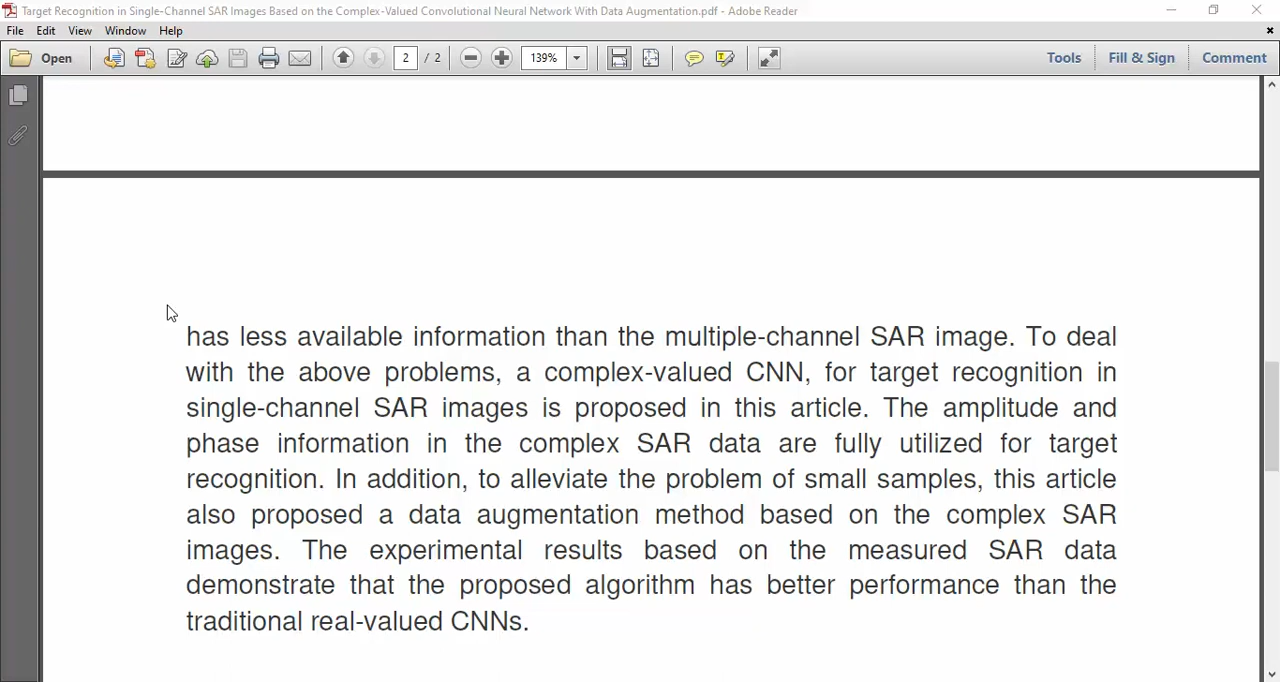 Target Recognition in Single-Channel SAR Images Based on the Complex-Valued Convolutional Neural Network With Data Augmentation.pdf - Adobe Reader
File Edit View Window Help
Open 2 / 2 139% Tools Fill & Sign Comment
has less available information than the multiple-channel SAR image. To deal
with the above problems, a complex-valued CNN, for target recognition in
single-channel SAR images is proposed in this article. The amplitude and
phase information in the complex SAR data are fully utilized for target
recognition. In addition, to alleviate the problem of small samples, this article
also proposed a data augmentation method based on the complex SAR
images. The experimental results based on the measured SAR data
demonstrate that the proposed algorithm has better performance than the
traditional real-valued CNNs.